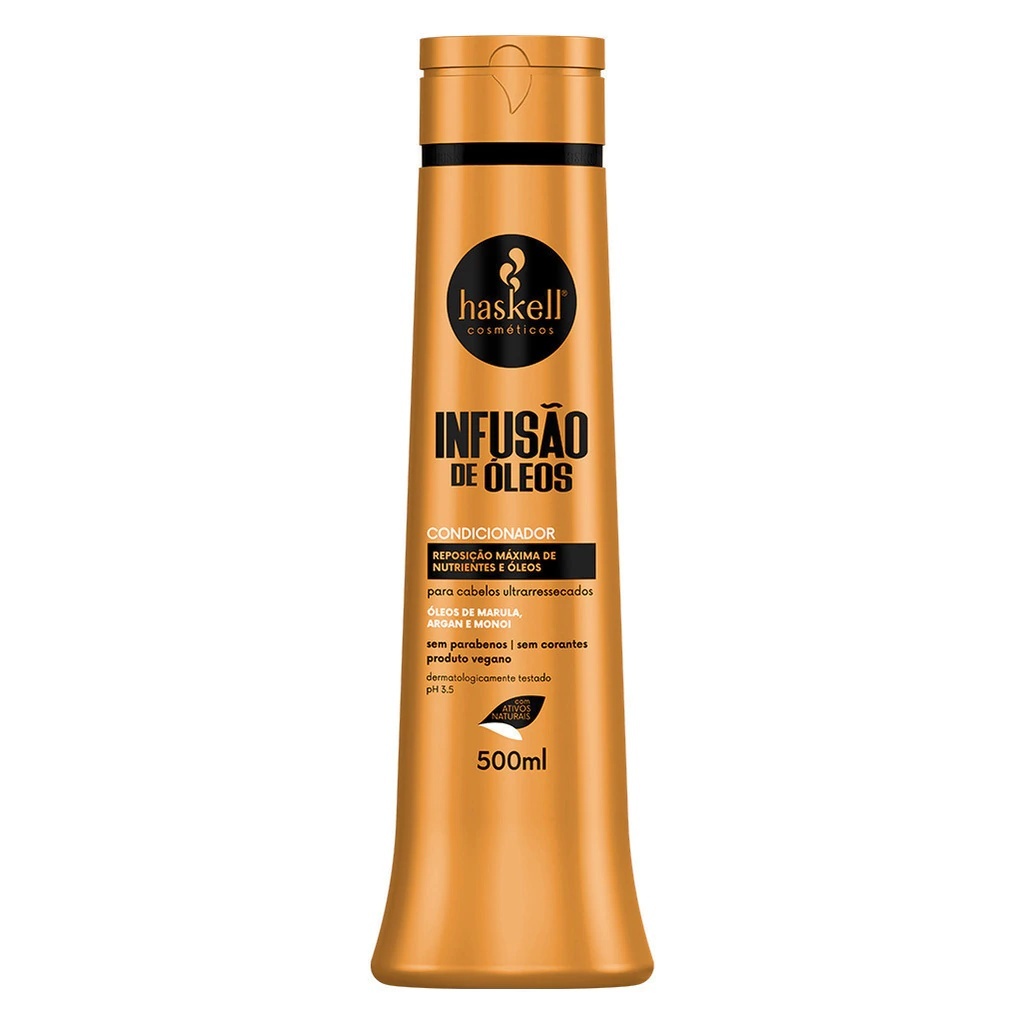 haskell®
cosméticos
INFUSÃO
DE ÓLEOS
CONDICIONADOR
REPOSIÇÃO MÁXIMA DE
NUTRIENTES E ÓLEOS
para cabelos ultrarressecados
ÓLEOS DE MARULA,
ARGAN E MONOI
sem parabenos | sem corantes
produto vegano
dermatologicamente testado
pH 3.5
com
ATIVOS
NATURAIS
500ml